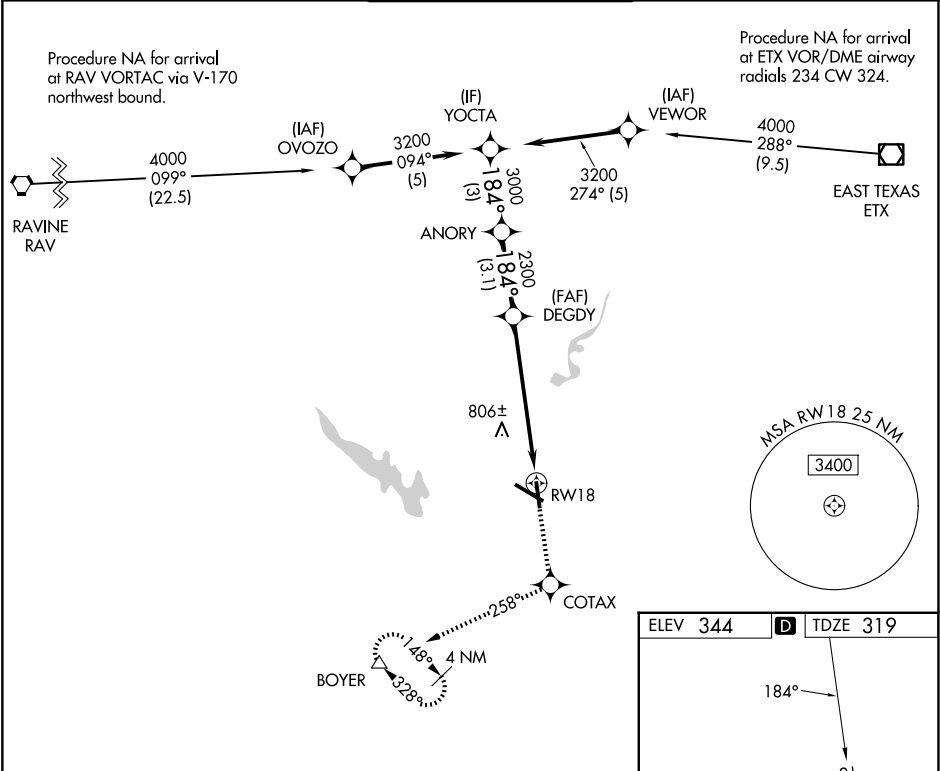 Procedure NA for arrival
at RAV VORTAC via V-170
northwest bound.
Procedure NA for arrival
at ETX VOR/DME airway
radials 234 CW 324.
(IF)
YOCTA
(IAF)
VEWOR
(IAF)
OVOZO
3200
094°
(5)
4000
099°
(22.5)
4000
288°
(9.5)
3200
274° (5)
RAVINE
RAV
EAST TEXAS
ETX
3000
184°
(3)
ANORY
2300
184°
(3.1)
(FAF)
DEGDY
806±
MSA RW18 25 NM
3400
RW18
COTAX
258°
148°
4 NM
328°
BOYER
ELEV 344 D TDZE 319
184°